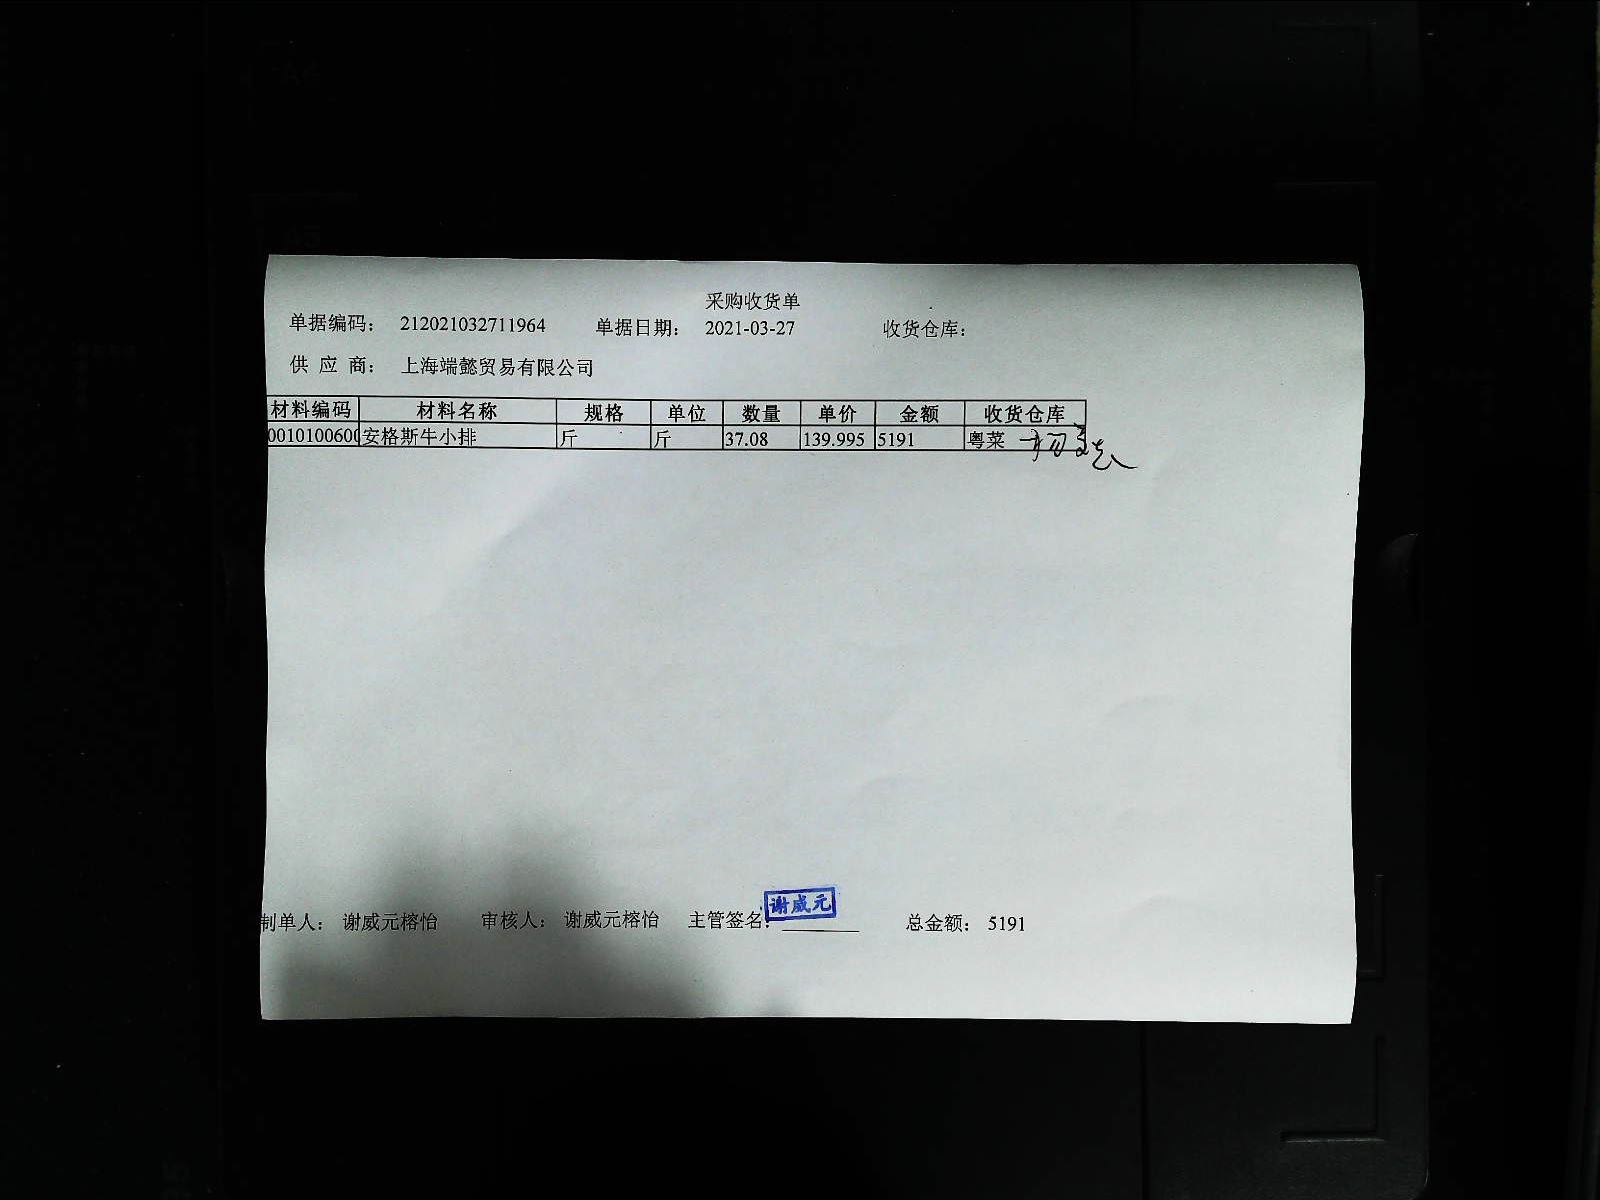 采购收货单
单据编码： 212021032711964 单据日期： 2021-03-27 收货仓库：
供 应 商： 上海端懿贸易有限公司
材料编码 材料名称 规格 单位 数量 单价 金额 收货仓库
0010100600 安格斯牛小排 斤 斤 37.08 139.995 5191 粤菜
谢威元
制单人： 谢威元榕怡 审核人： 谢威元榕怡 主管签名： 总金额： 5191